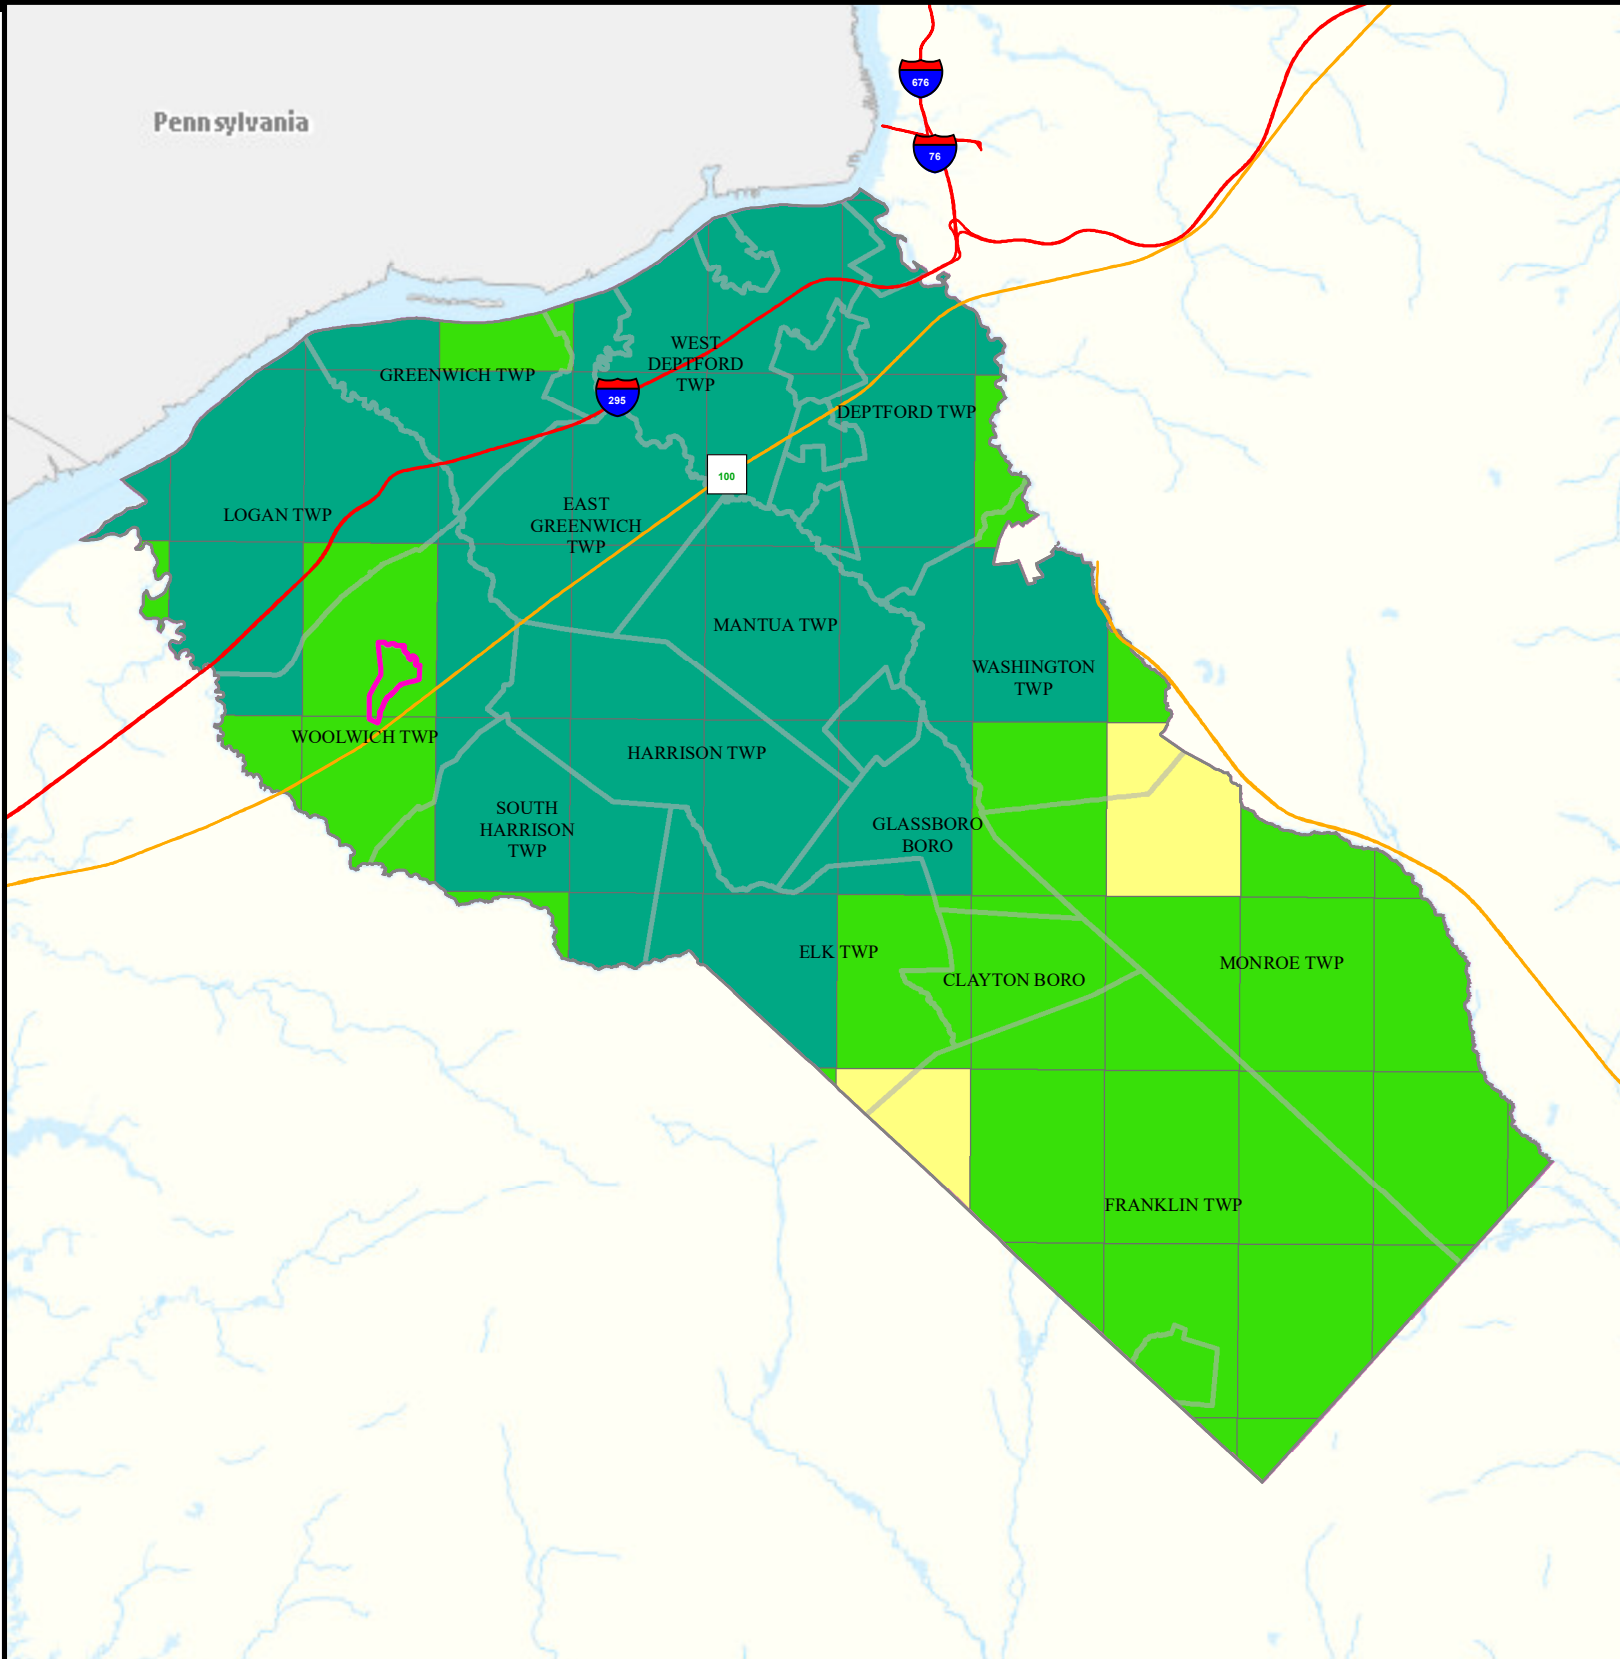 676
Pennsylvania
76
WEST
DEPTFORD
TWP
GREENWICH TWP
295
DEPTFORD TWP
100
LOGAN TWP
EAST
GREENWICH
TWP
MANTUA TWP
WASHINGTON
TWP
WOOLWICH TWP
HARRISON TWP
SOUTH
HARRISON
TWP
GLASSBORO
BORO
ELK TWP
CLAYTON BORO
MONROE TWP
FRANKLIN TWP